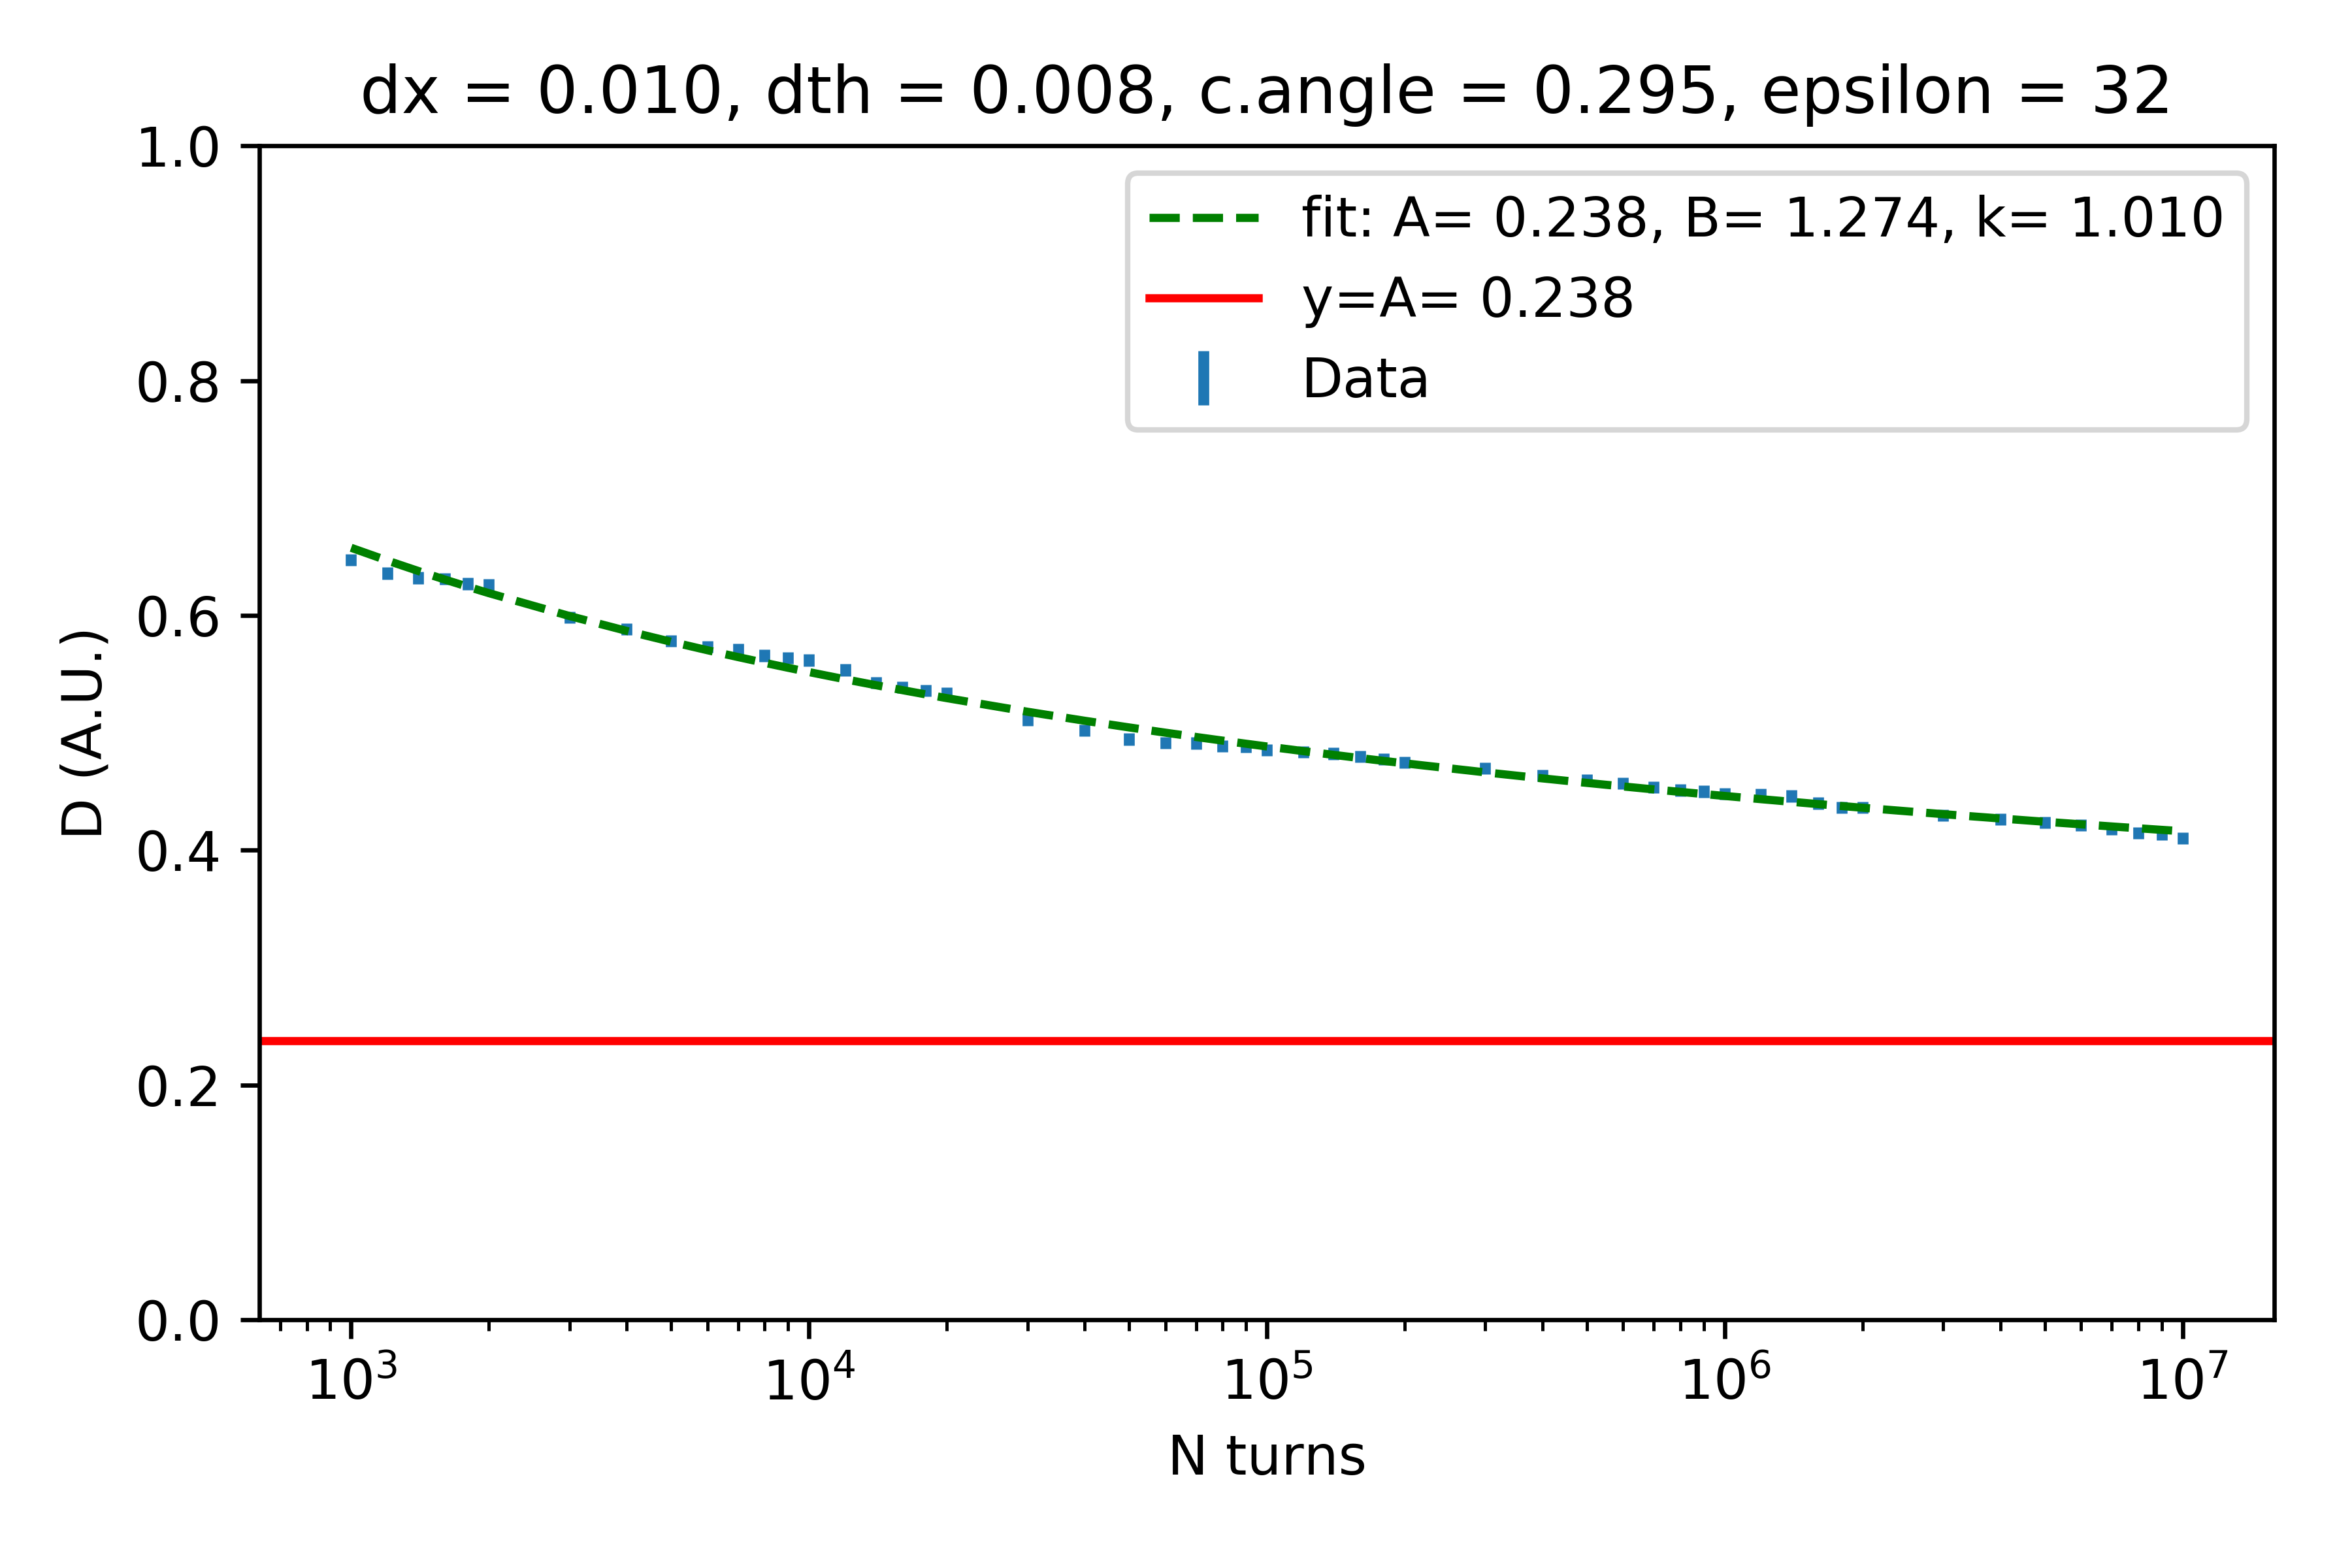 dx = 0.010, dth = 0.008, c.angle = 0.295, epsilon = 32
1.0
0.8
0.6
0.4
0.2
0.0
D (A.U.)
fit: A= 0.238, B= 1.274, k= 1.010
y=A= 0.238
Data
10³ 10⁴ 10⁵ 10⁶ 10⁷
N turns